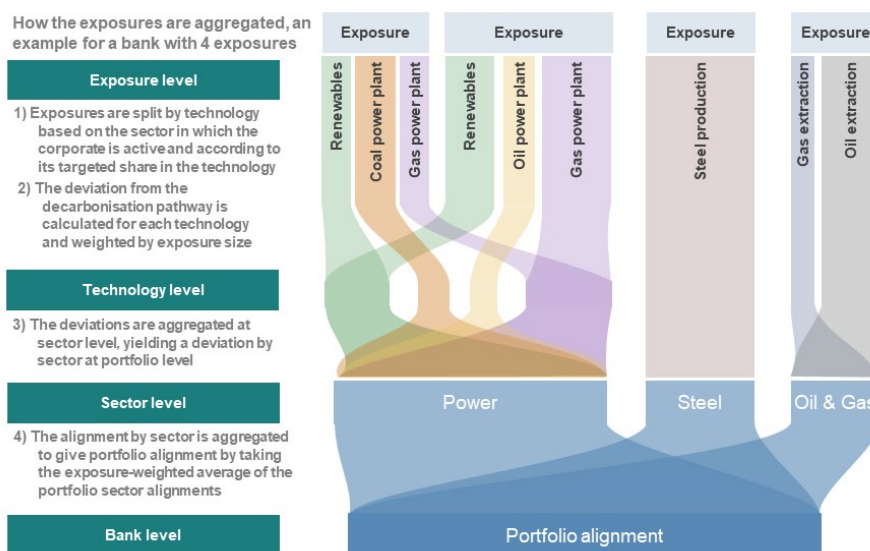 How the exposures are aggregated, an
example for a bank with 4 exposures
Exposure level
1) Exposures are split by technology
based on the sector in which the
corporate is active and according to
its targeted share in the technology
2) The deviation from the
decarbonisation pathway is
calculated for each technology
and weighted by exposure size
Technology level
3) The deviations are aggregated at
sector level, yielding a deviation by
sector at portfolio level
Sector level
4) The alignment by sector is aggregated
to give portfolio alignment by taking
the exposure-weighted average of the
portfolio sector alignments
Bank level
Exposure
Exposure
Exposure
Exposure
Renewables
Coal power plant
Gas power plant
Renewables
Oil power plant
Gas power plant
Steel production
Gas extraction
Oil extraction
Power
Steel
Oil & Gas
Portfolio alignment